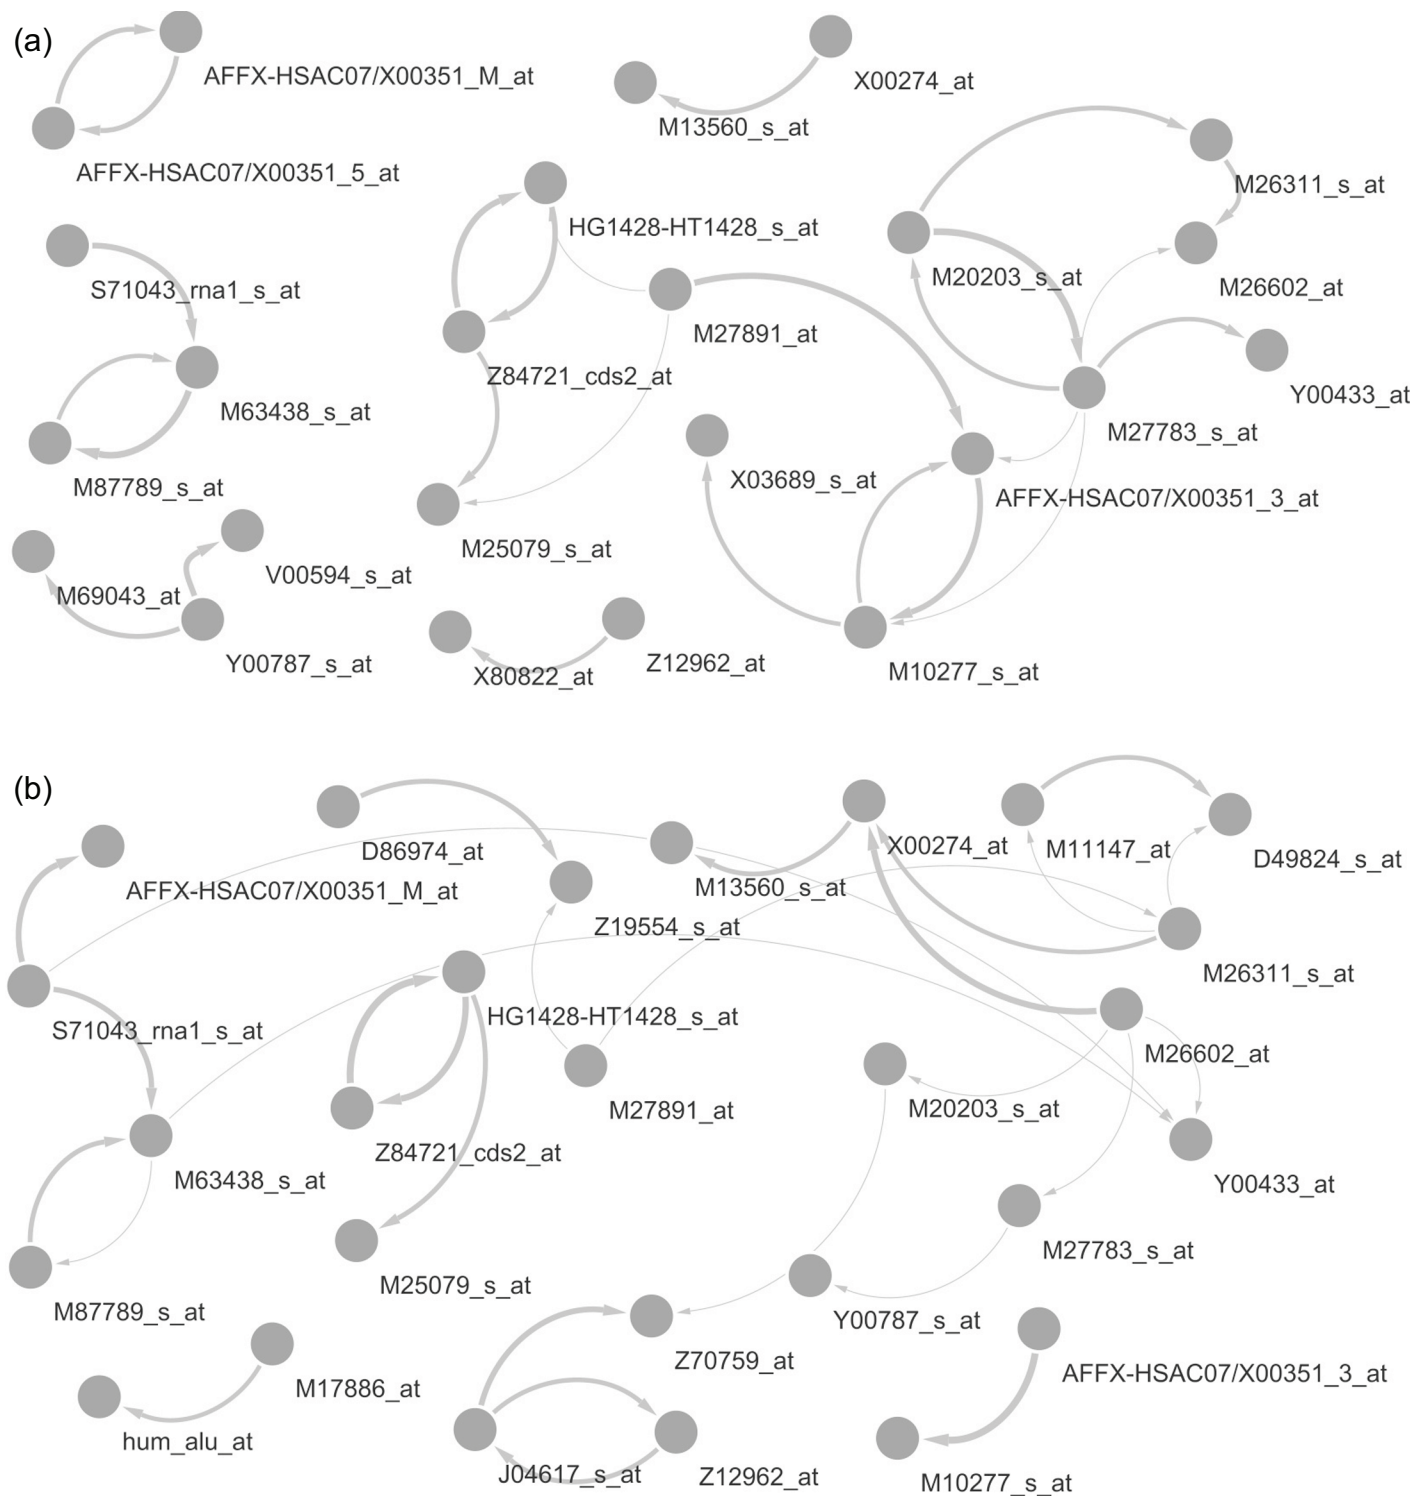 (a)
AFFX-HSAC07/X00351_M_at
X00274_at
M13560_s_at
AFFX-HSAC07/X00351_5_at
M26311_s_at
HG1428-HT1428_s_at
M20203_s_at
S71043_rna1_s_at
M26602_at
M27891_at
Z84721_cds2_at
Y00433_at
M63438_s_at
M27783_s_at
M87789_s_at
X03689_s_at
AFFX-HSAC07/X00351_3_at
M25079_s_at
V00594_s_at
M69043_at
Y00787_s_at
X80822_at
Z12962_at
M10277_s_at
(b)
D86974_at
X00274_at
M11147_at
D49824_s_at
AFFX-HSAC07/X00351_M_at
M13560_s_at
Z19554_s_at
M26311_s_at
S71043_rna1_s_at
HG1428-HT1428_s_at
M26602_at
M27891_at
M20203_s_at
Z84721_cds2_at
M63438_s_at
Y00433_at
M27783_s_at
M25079_s_at
M87789_s_at
Y00787_s_at
Z70759_at
AFFX-HSAC07/X00351_3_at
M17886_at
hum_alu_at
J04617_s_at
Z12962_at
M10277_s_at